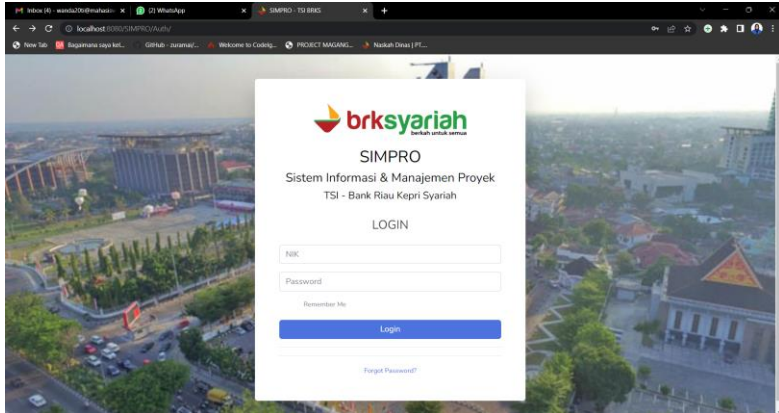 Inbox (4) - wanda20ti@mahasis
(2) WhatsApp
SIMPRO - TSI BRKS
localhost:8080/SIMPRO/Auth/
New Tab
Bagaimana saya ket...
GitHub - zuramai/...
Welcome to CodeIg...
PROJECT MAGANG...
Naskah Dinas | PT....
brksyariah
berkah untuk semua
SIMPRO
Sistem Informasi & Manajemen Proyek
TSI - Bank Riau Kepri Syariah
LOGIN
NIK
Password
Remember Me
Login
Forgot Password?